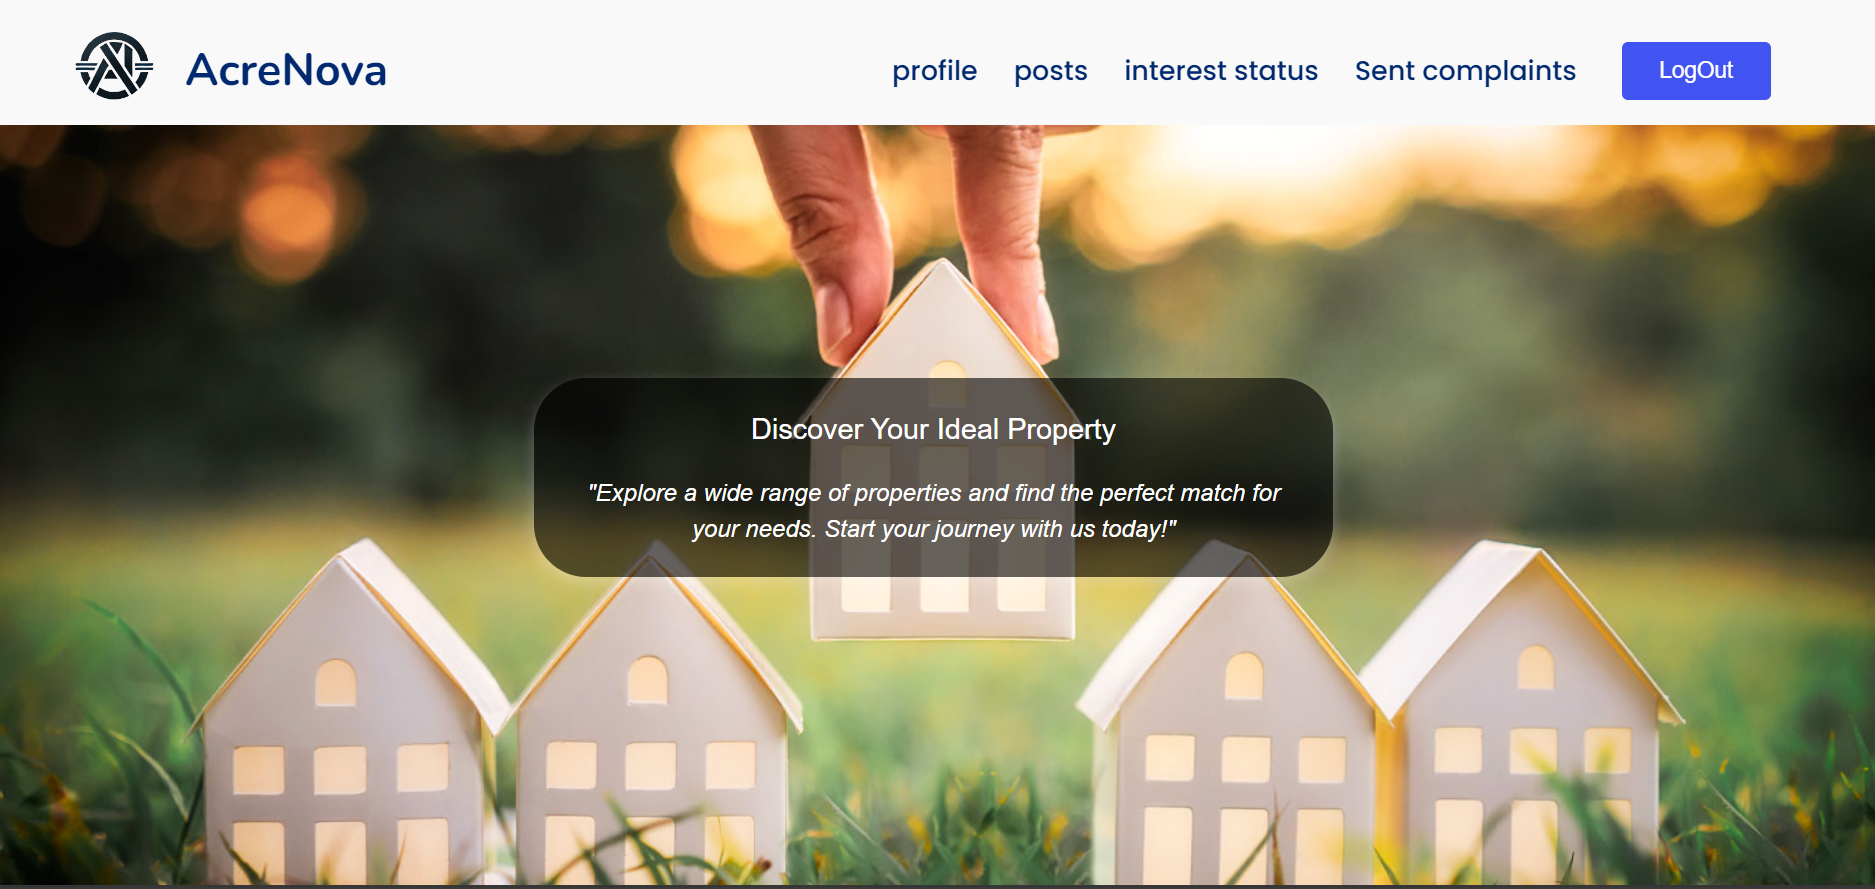 AcreNova
profile posts interest status Sent complaints LogOut
Discover Your Ideal Property
"Explore a wide range of properties and find the perfect match for
your needs. Start your journey with us today!"